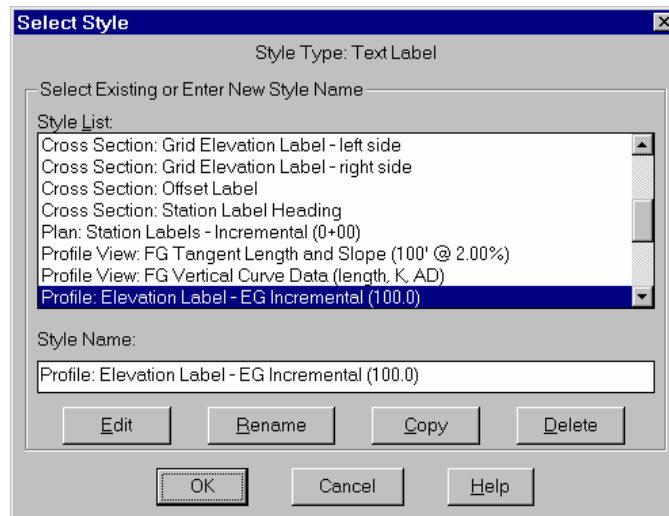 Select Style
Style Type: Text Label
Select Existing or Enter New Style Name
Style List:
Cross Section: Grid Elevation Label - left side
Cross Section: Grid Elevation Label - right side
Cross Section: Offset Label
Cross Section: Station Label Heading
Plan: Station Labels - Incremental (0+00)
Profile View: FG Tangent Length and Slope (100' @ 2.00%)
Profile View: FG Vertical Curve Data (length, K, AD)
Profile: Elevation Label - EG Incremental (100.0)
Style Name:
Profile: Elevation Label - EG Incremental (100.0)
Edit Rename Copy Delete
OK Cancel Help